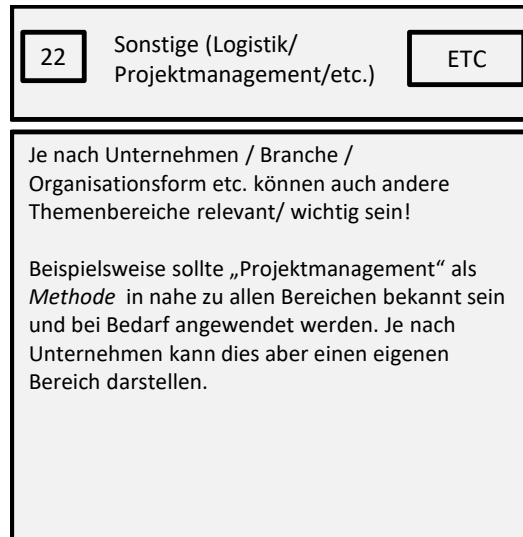 22
Sonstige (Logistik/
Projektmanagement/etc.)
ETC
Je nach Unternehmen / Branche /
Organisationsform etc. können auch andere
Themenbereiche relevant/ wichtig sein!
Beispielsweise sollte „Projektmanagement“ als
Methode in nahe zu allen Bereichen bekannt sein
und bei Bedarf angewendet werden. Je nach
Unternehmen kann dies aber einen eigenen
Bereich darstellen.